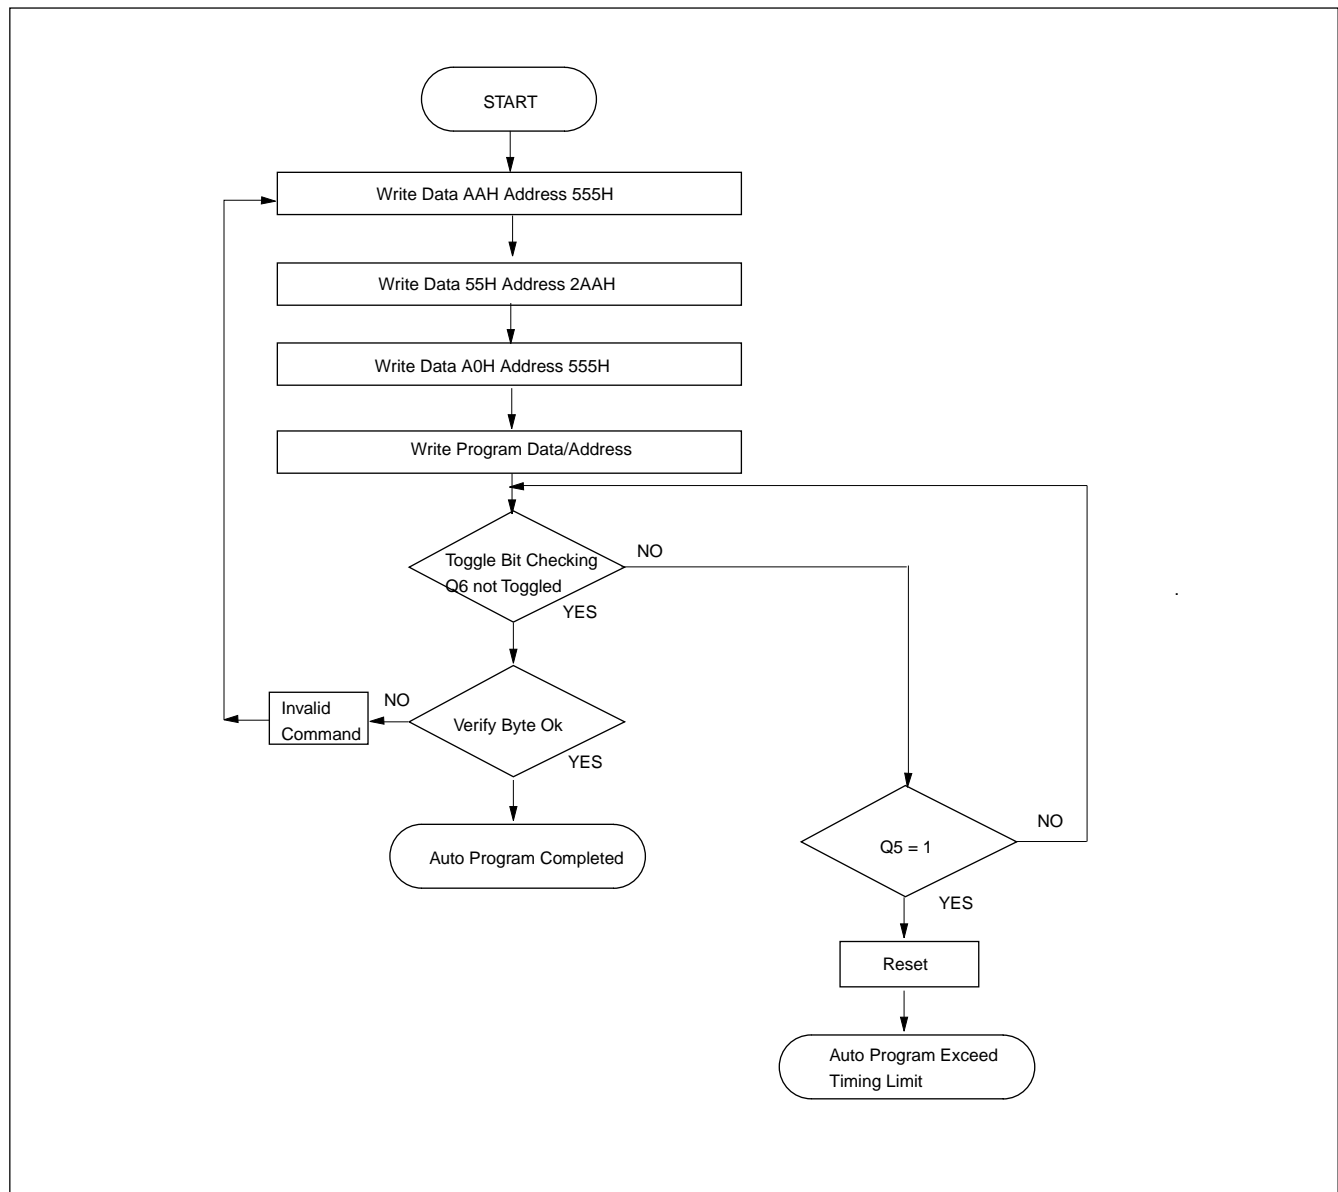 START
Write Data AAH Address 555H
Write Data 55H Address 2AAH
Write Data A0H Address 555H
Write Program Data/Address
Toggle Bit Checking
Q6 not Toggled
NO
YES
Invalid
Command
NO
Verify Byte Ok
YES
Auto Program Completed
Q5 = 1
NO
YES
Reset
Auto Program Exceed
Timing Limit
.